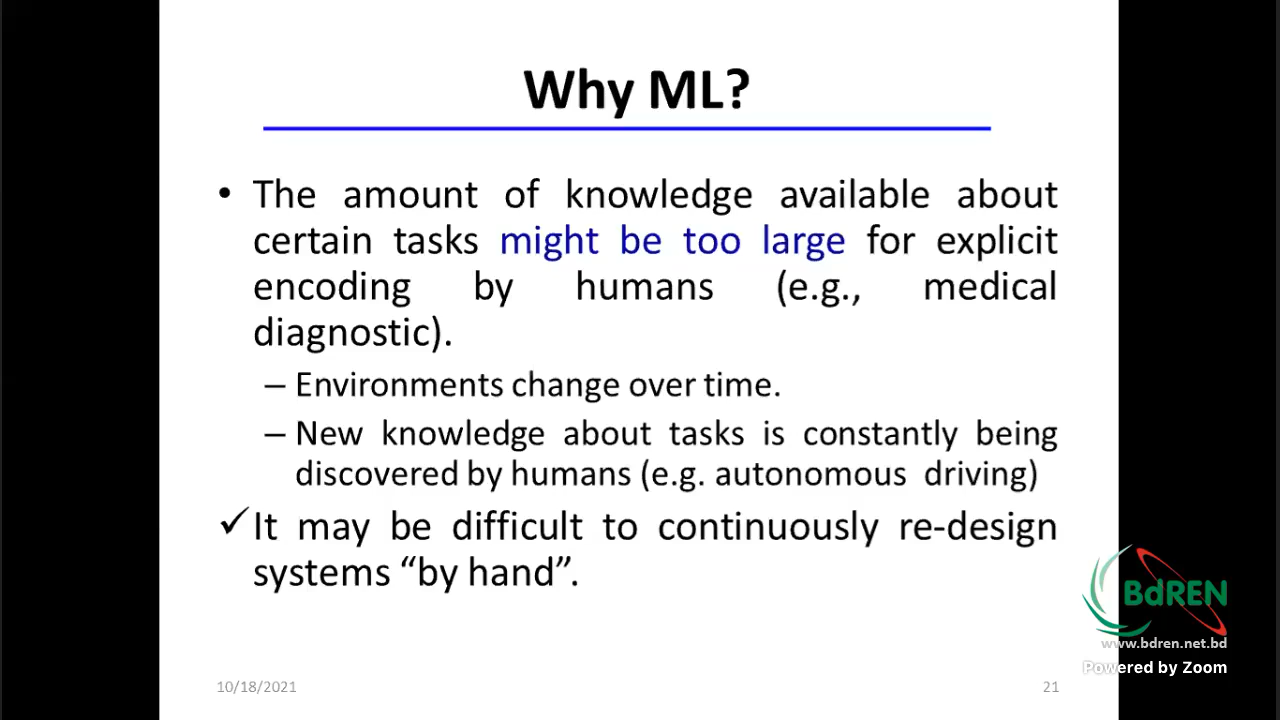 Why ML?
• The amount of knowledge available about
certain tasks might be too large for explicit
encoding by humans (e.g., medical
diagnostic).
– Environments change over time.
– New knowledge about tasks is constantly being
discovered by humans (e.g. autonomous driving)
✓It may be difficult to continuously re-design
systems “by hand”.
BdREN
www.bdren.net.bd
Powered by Zoom
10/18/2021
21